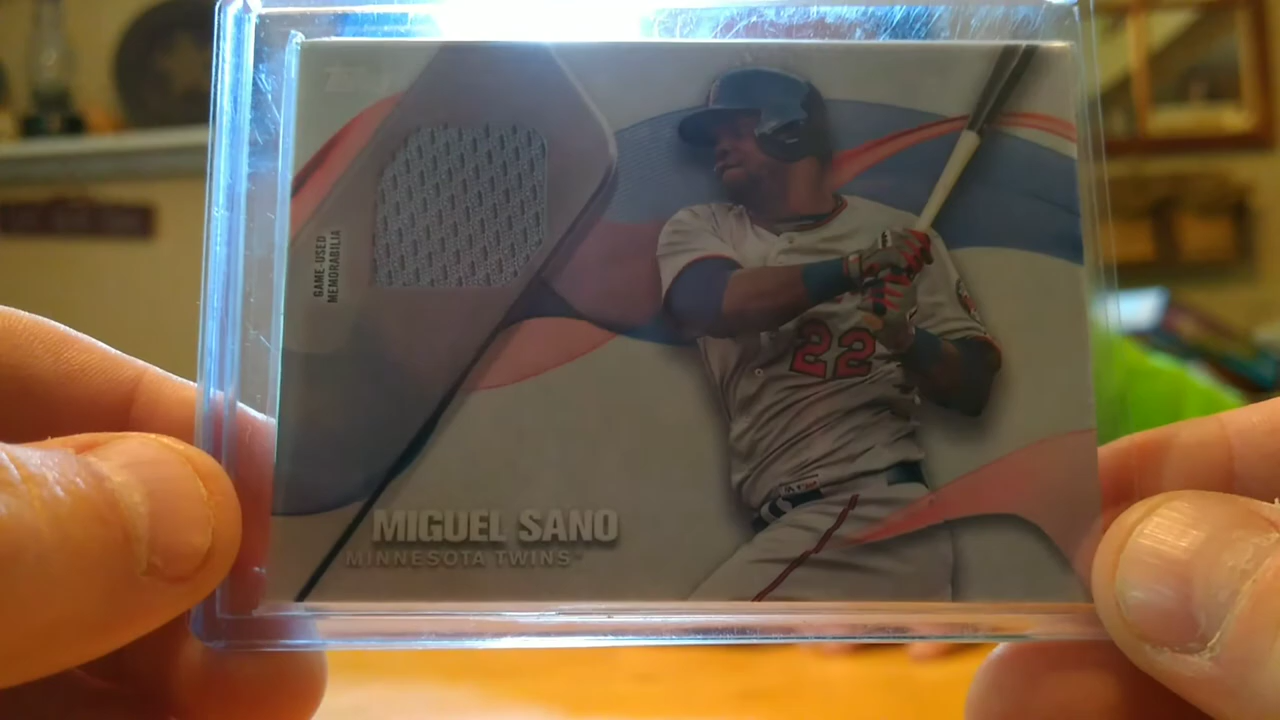 GAME-USED
MEMORABILIA
22
MIGUEL SANO
MINNESOTA TWINS